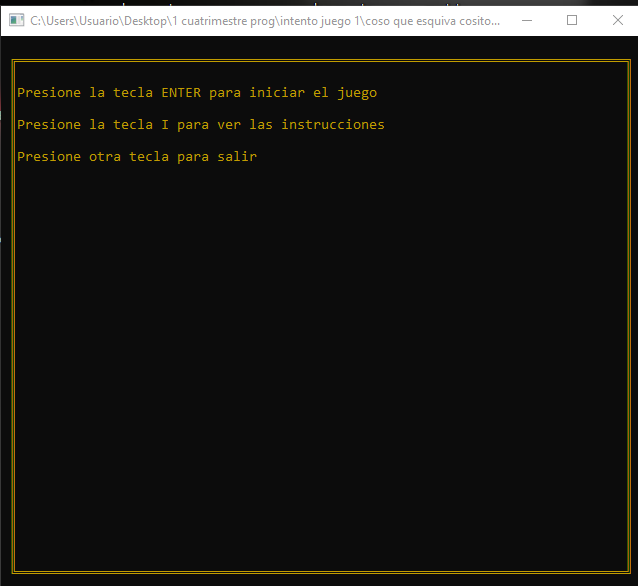 C:\Users\Usuario\Desktop\1 cuatrimestre prog\intento juego 1\coso que esquiva cosito...
Presione la tecla ENTER para iniciar el juego
Presione la tecla I para ver las instrucciones
Presione otra tecla para salir